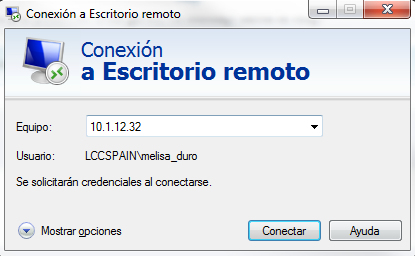 Conexión a Escritorio remoto
Conexión
a Escritorio remoto
Equipo:
10.1.12.32
Usuario:
LCCSPAIN\melisa_duro
Se solicitarán credenciales al conectarse.
Mostrar opciones
Conectar
Ayuda